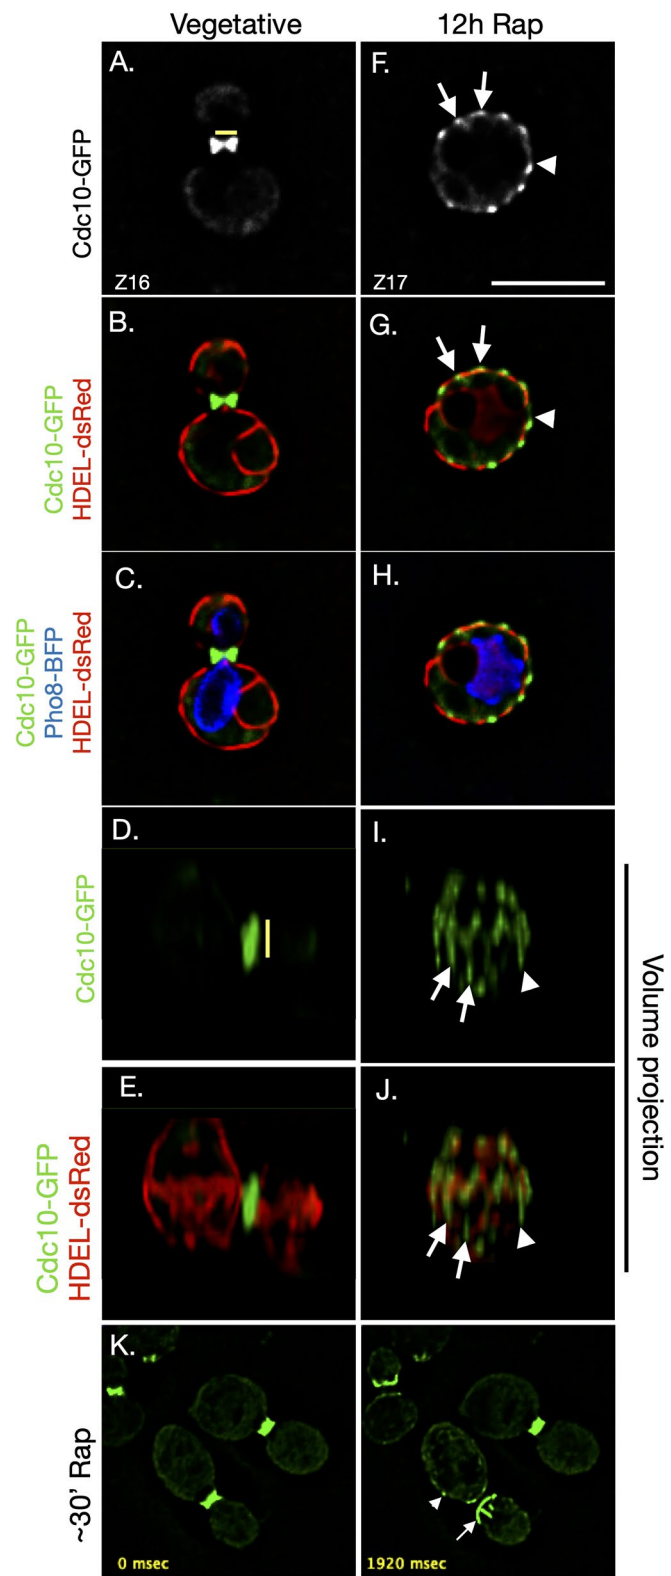 Vegetative
12h Rap
A.
F.
Cdc10-GFP
Z16
Z17
B.
G.
Cdc10-GFP
HDEL-dsRed
C.
H.
Cdc10-GFP
Pho8-BFP
HDEL-dsRed
D.
I.
Cdc10-GFP
Volume projection
E.
J.
Cdc10-GFP
HDEL-dsRed
K.
~30' Rap
0 msec
1920 msec